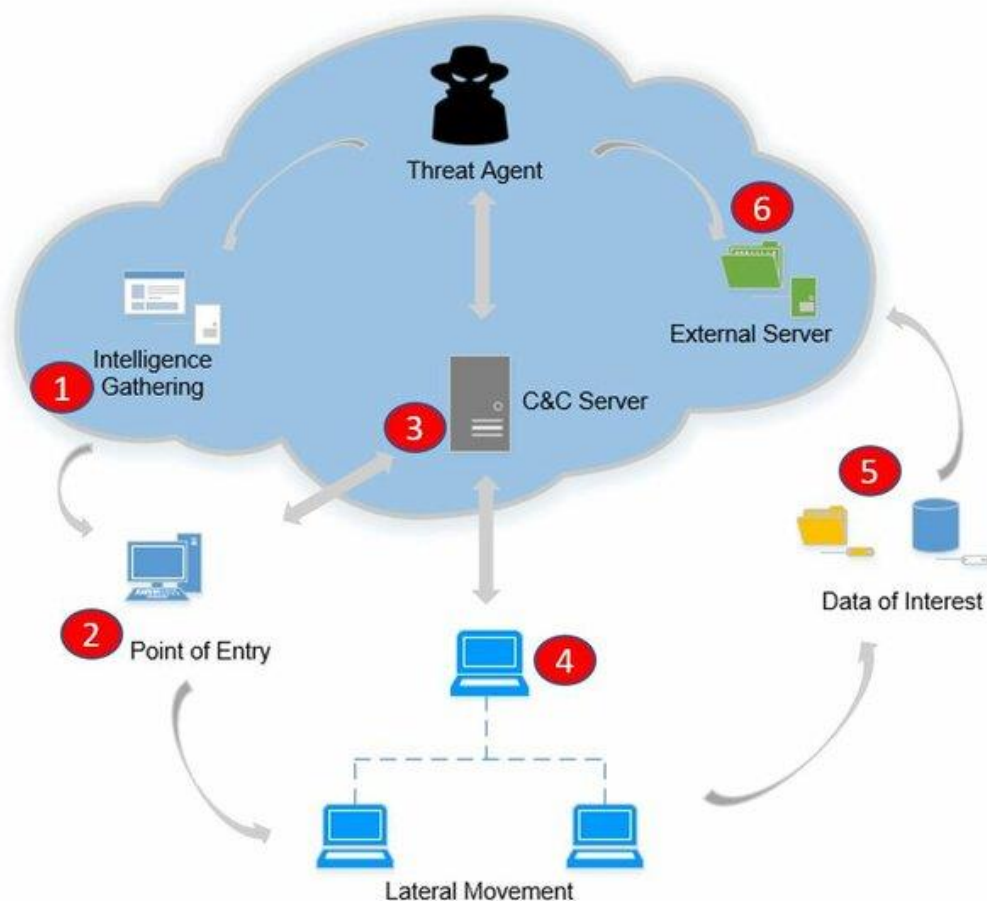 Threat Agent
6
External Server
Intelligence
Gathering
1
C&C Server
3
5
Data of Interest
2
Point of Entry
4
Lateral Movement